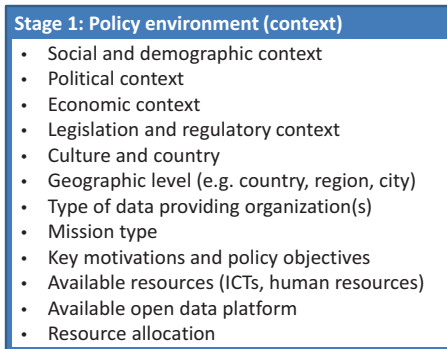 Stage 1: Policy environment (context)
• Social and demographic context
• Political context
• Economic context
• Legislation and regulatory context
• Culture and country
• Geographic level (e.g. country, region, city)
• Type of data providing organization(s)
• Mission type
• Key motivations and policy objectives
• Available resources (ICTs, human resources)
• Available open data platform
• Resource allocation